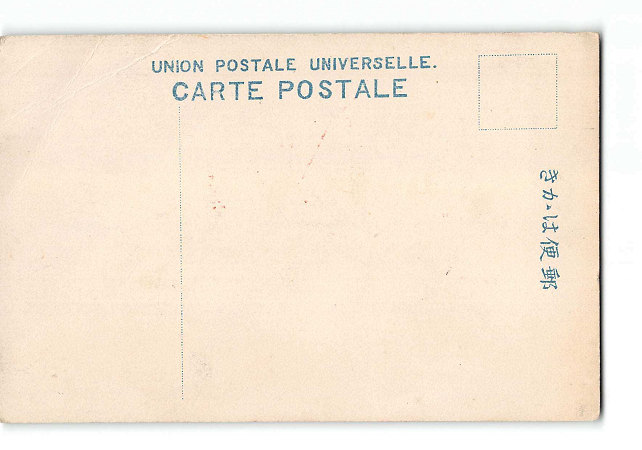 UNION POSTALE UNIVERSELLE.
CARTE POSTALE
郵便はかき